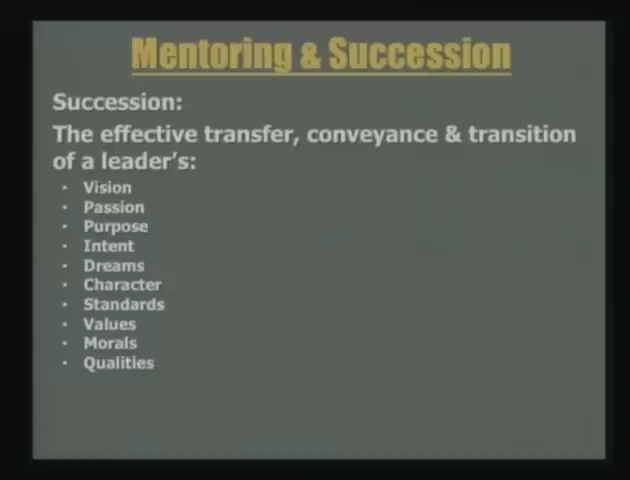 Mentoring & Succession
Succession:
The effective transfer, conveyance & transition
of a leader's:
• Vision
• Passion
• Purpose
• Intent
• Dreams
• Character
• Standards
• Values
• Morals
• Qualities